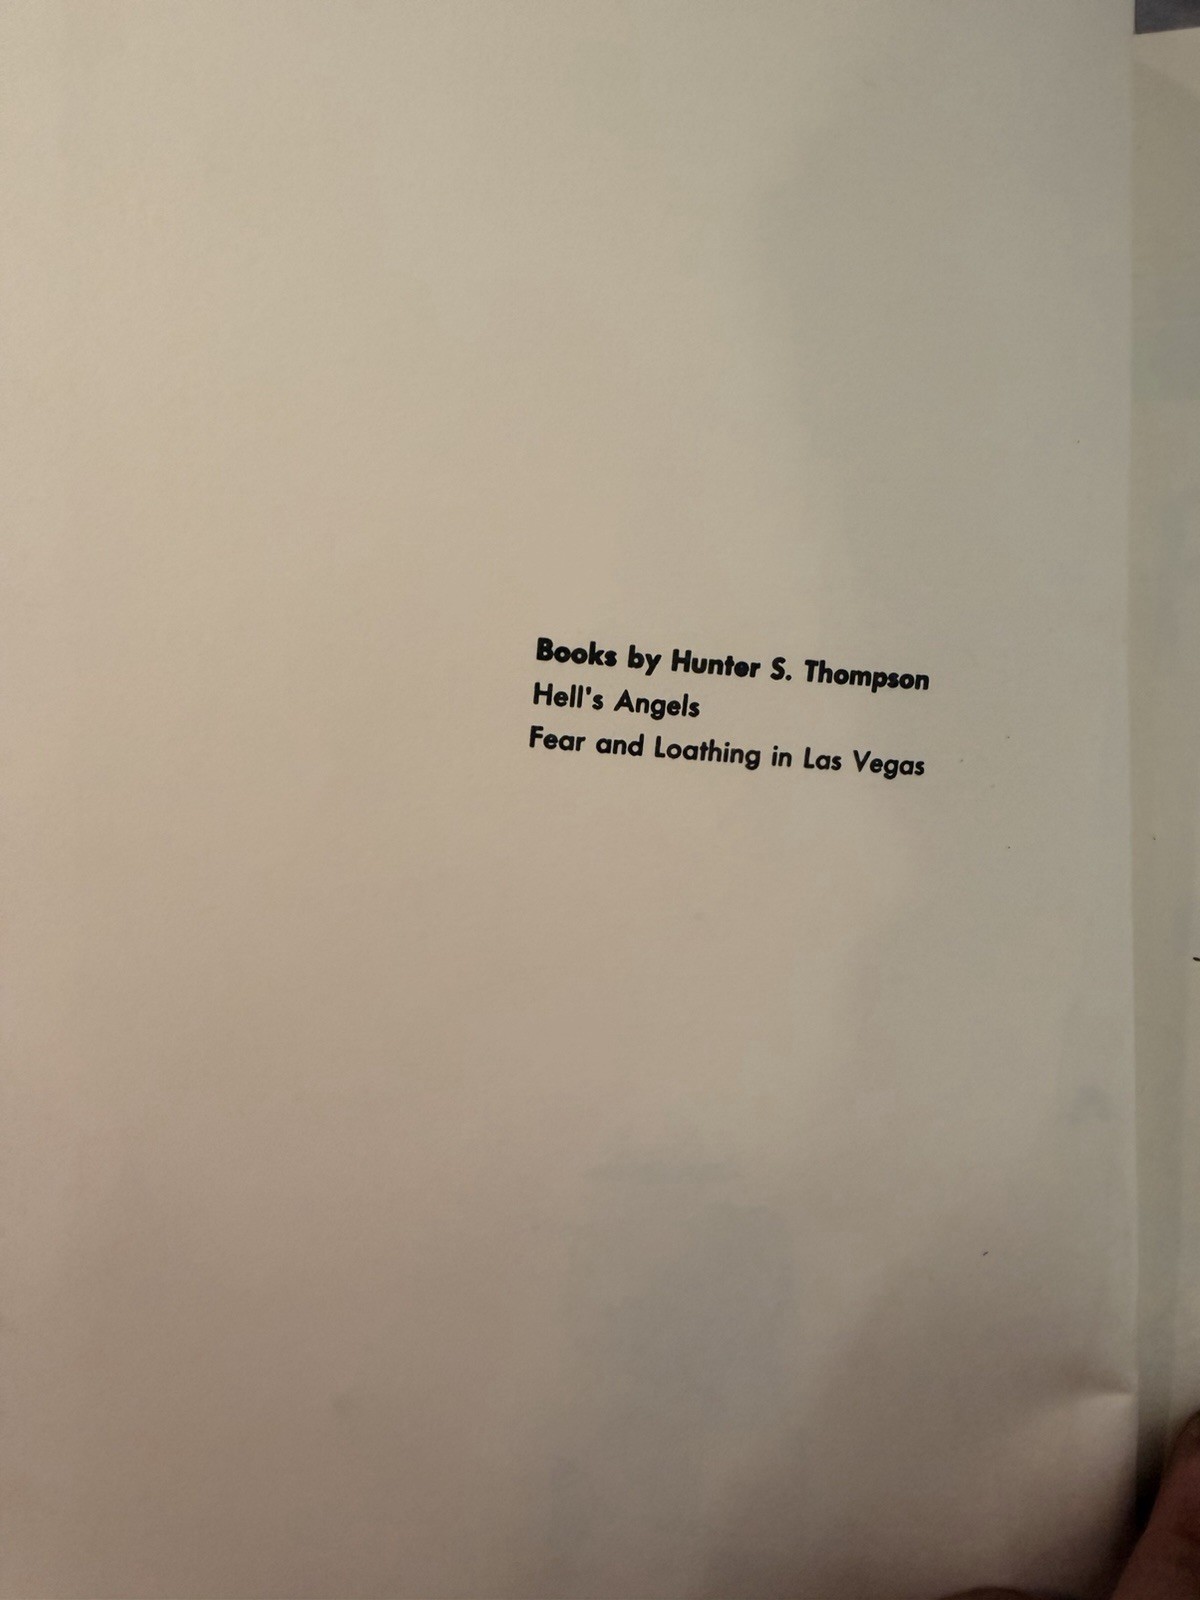 Books by Hunter S. Thompson
Hell's Angels
Fear and Loathing in Las Vegas